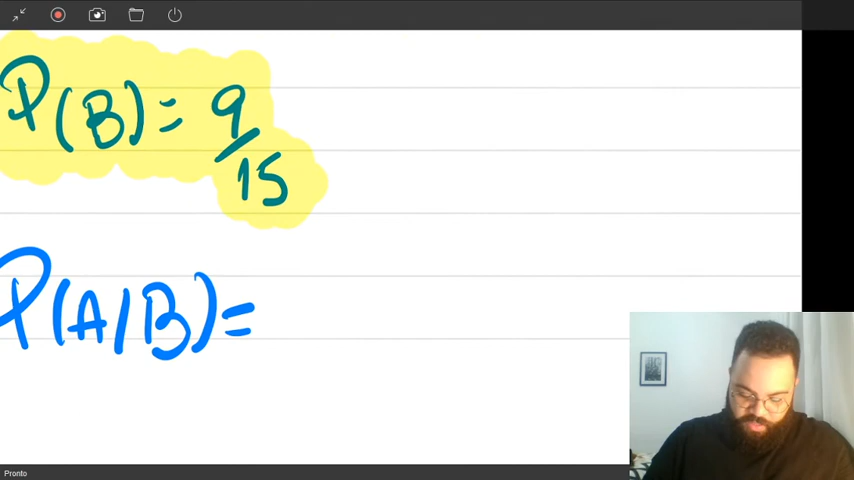 P(B) = 9/15
P(A/B) =
Pronto